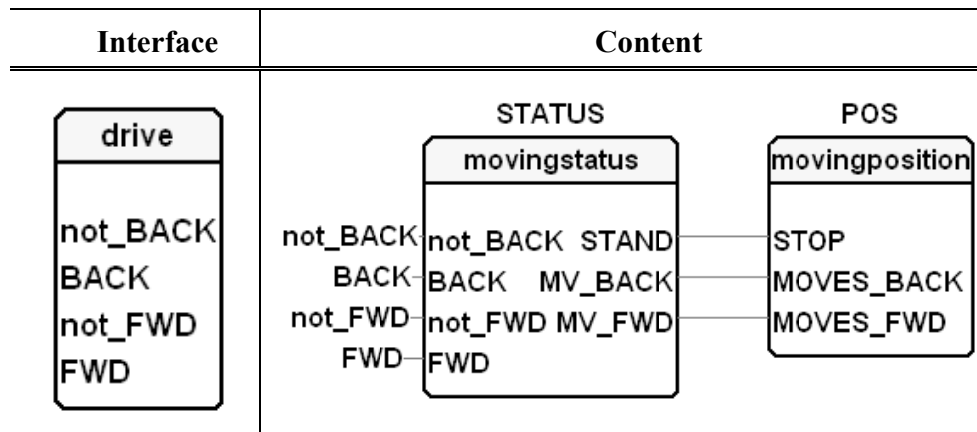 Interface Content
drive
not_BACK
BACK
not_FWD
FWD
STATUS POS
movingstatus movingposition
not_BACK not_BACK STAND STOP
BACK BACK MV_BACK MOVES_BACK
not_FWD not_FWD MV_FWD MOVES_FWD
FWD FWD